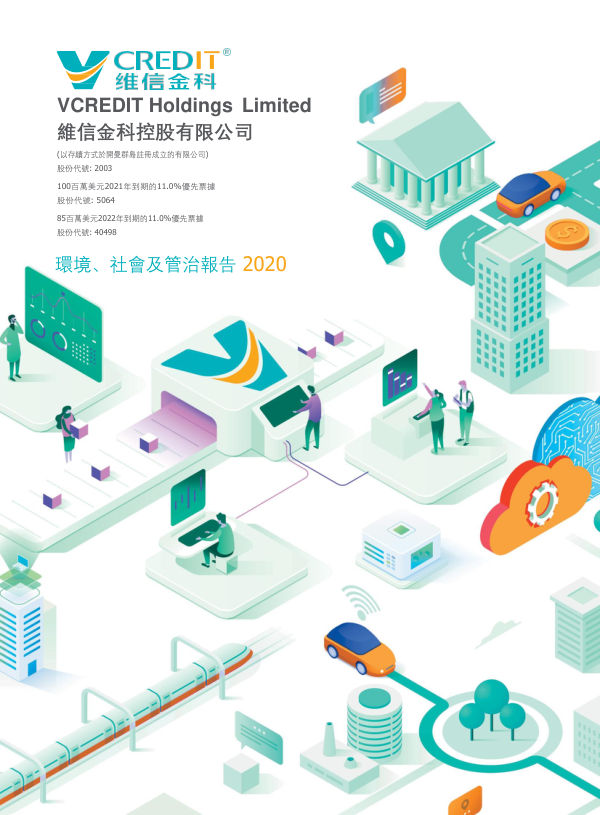 VCREDIT®
维信金科
VCREDIT Holdings Limited
維信金科控股有限公司
(以存續方式於開曼群島註冊成立的有限公司)
股份代號: 2003
100百萬美元2021年到期的11.0%優先票據
股份代號: 5064
85百萬美元2022年到期的11.0%優先票據
股份代號: 40498
環境、社會及管治報告 2020